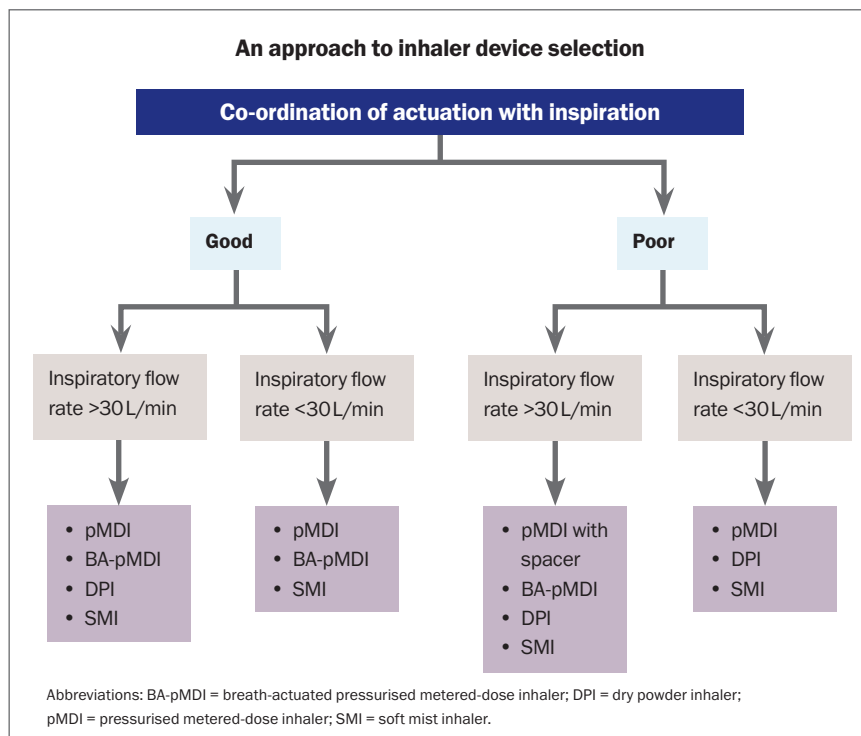 An approach to inhaler device selection
Co-ordination of actuation with inspiration
Good
Poor
Inspiratory flow
rate >30 L/min
Inspiratory flow
rate <30 L/min
Inspiratory flow
rate >30 L/min
Inspiratory flow
rate <30 L/min
• pMDI
• BA-pMDI
• DPI
• SMI
• pMDI
• BA-pMDI
• SMI
• pMDI with
spacer
• BA-pMDI
• DPI
• SMI
• pMDI
• DPI
• SMI
Abbreviations: BA-pMDI = breath-actuated pressurised metered-dose inhaler; DPI = dry powder inhaler;
pMDI = pressurised metered-dose inhaler; SMI = soft mist inhaler.